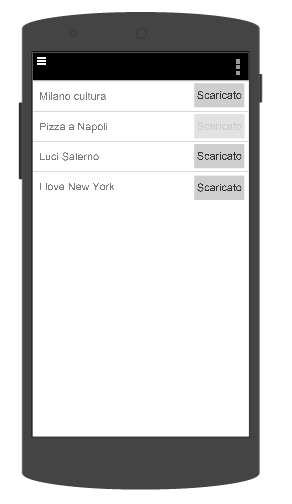 Milano cultura Scaricato
Pizza a Napoli Scaricato
Luci Salerno Scaricato
I love New York Scaricato